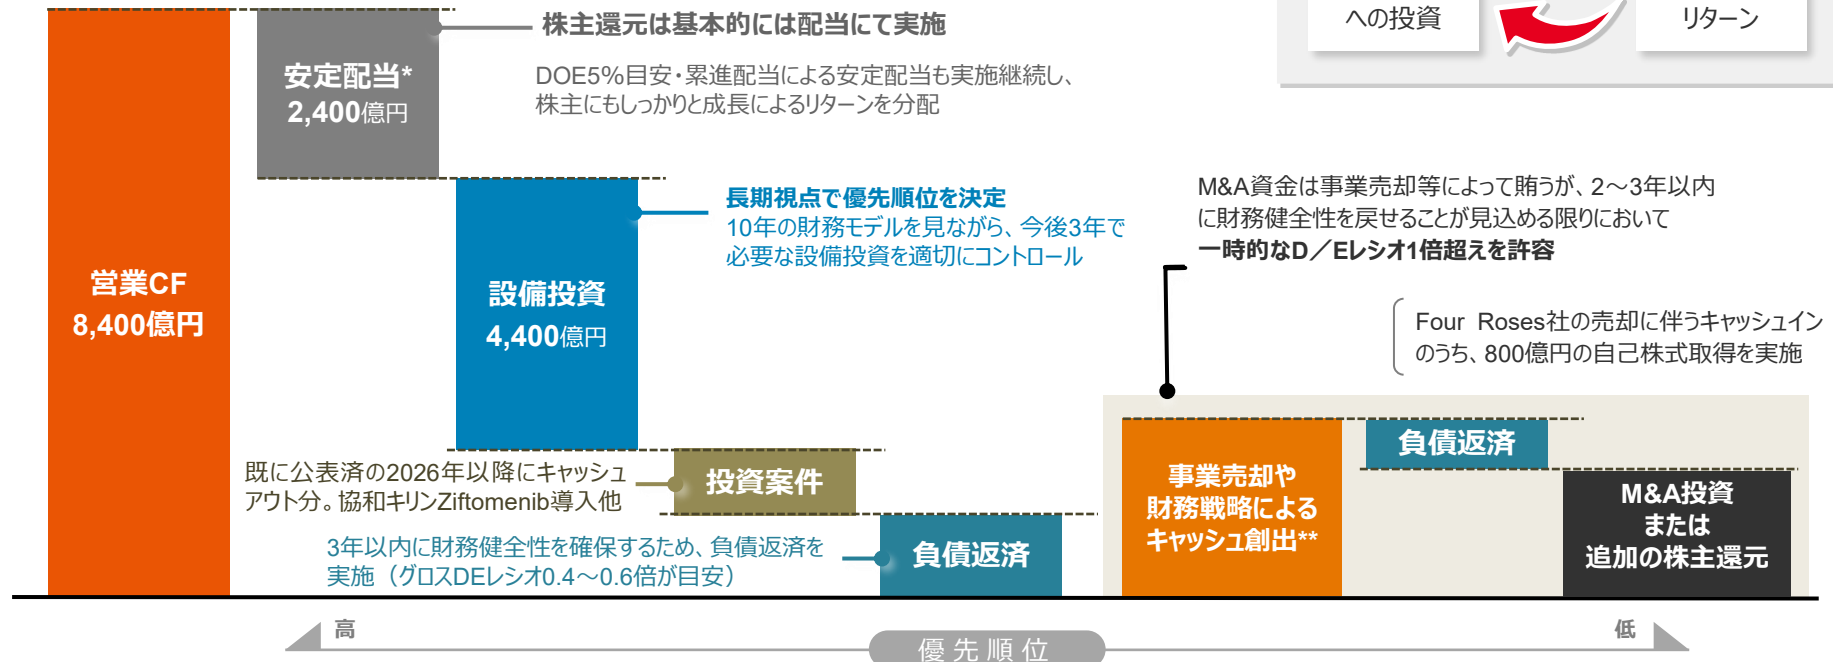 株主還元は基本的には配当にて実施
DOE5%目安・累進配当による安定配当も実施継続し、
株主にもしっかりと成長によるリターンを分配
への投資
リターン
安定配当*
2,400億円
長期視点で優先順位を決定
10年の財務モデルを見ながら、今後3年で
必要な設備投資を適切にコントロール
M&A資金は事業売却等によって賄うが、2～3年以内
に財務健全性を戻せることが見込める限りにおいて
一時的なD／Eレシオ1倍超えを許容
営業CF
8,400億円
設備投資
4,400億円
Four Roses社の売却に伴うキャッシュイン
のうち、800億円の自己株式取得を実施
既に公表済の2026年以降にキャッシュ
アウト分。協和キリンZiftomenib導入他
投資案件
3年以内に財務健全性を確保するため、負債返済を
実施（グロスDEレシオ0.4～0.6倍が目安）
負債返済
事業売却や
財務戦略による
キャッシュ創出**
負債返済
M&A投資
または
追加の株主還元
高
優先順位
低